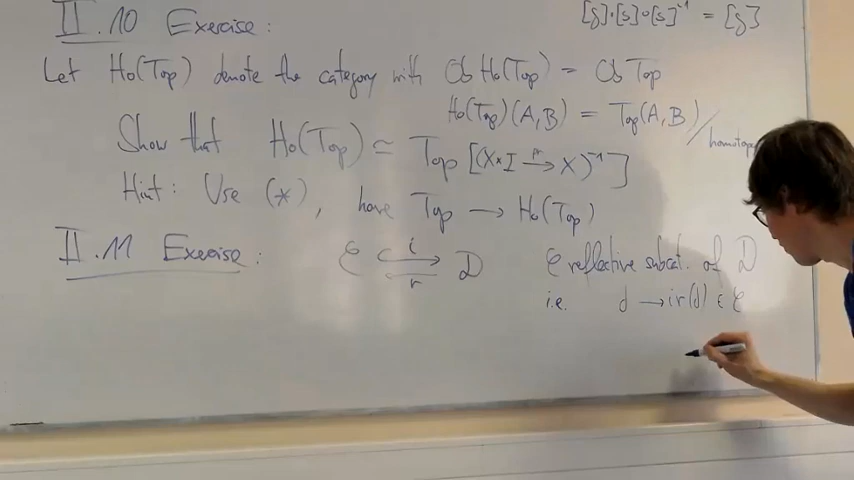 [g]∘[s]∘[s]⁻¹ = [g]
II.10 Exercise:
Let Ho(Top) denote the category with Ob Ho(Top) = Ob Top
Ho(Top)(A,B) = Top(A,B)/homotopy
Show that Ho(Top) ≃ Top[(X×I →^pr X)⁻¹]
Hint: Use (*), have Top → Ho(Top)
II.11 Exercise: C ⇄ D i r C reflective subcat. of D
i.e. d → ir(d) ∈ C